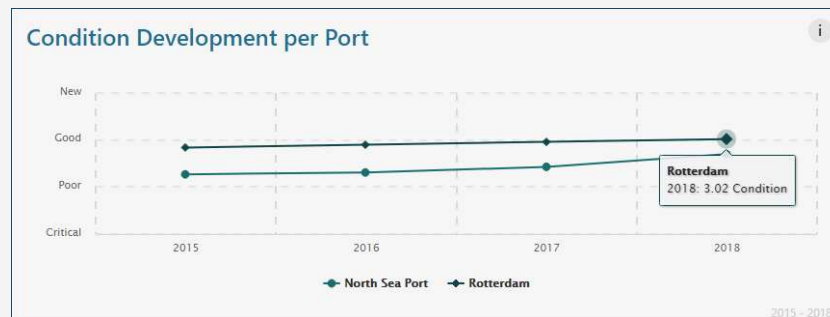 Condition Development per Port
i
New
Good
Poor
Critical
Rotterdam
2018: 3.02 Condition
2015
2016
2017
2018
North Sea Port
Rotterdam
2015 - 2018